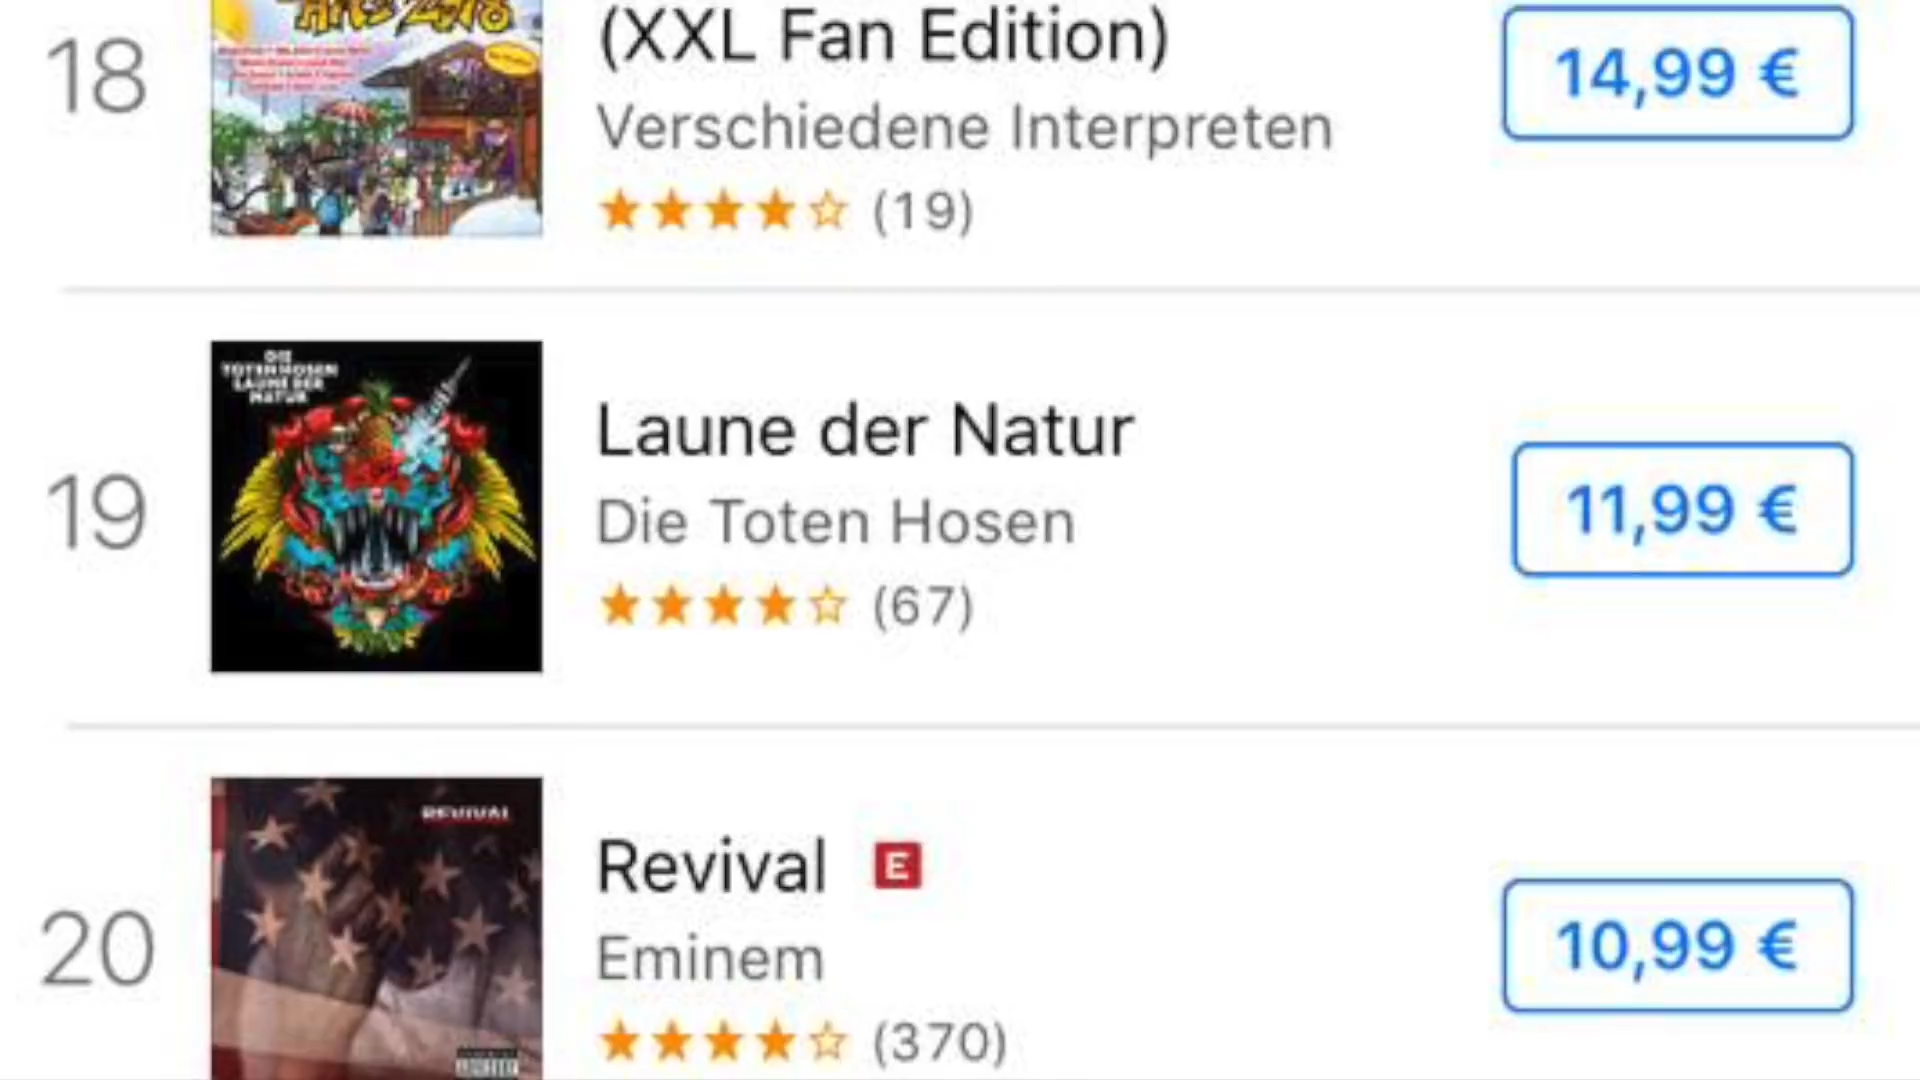 18
(XXL Fan Edition)
Verschiedene Interpreten
(19)
14,99 €
19
DIE
TOTEN HOSEN
LAUNE DER
NATUR
Laune der Natur
Die Toten Hosen
(67)
11,99 €
20
REVIVAL
Revival E
Eminem
(370)
10,99 €